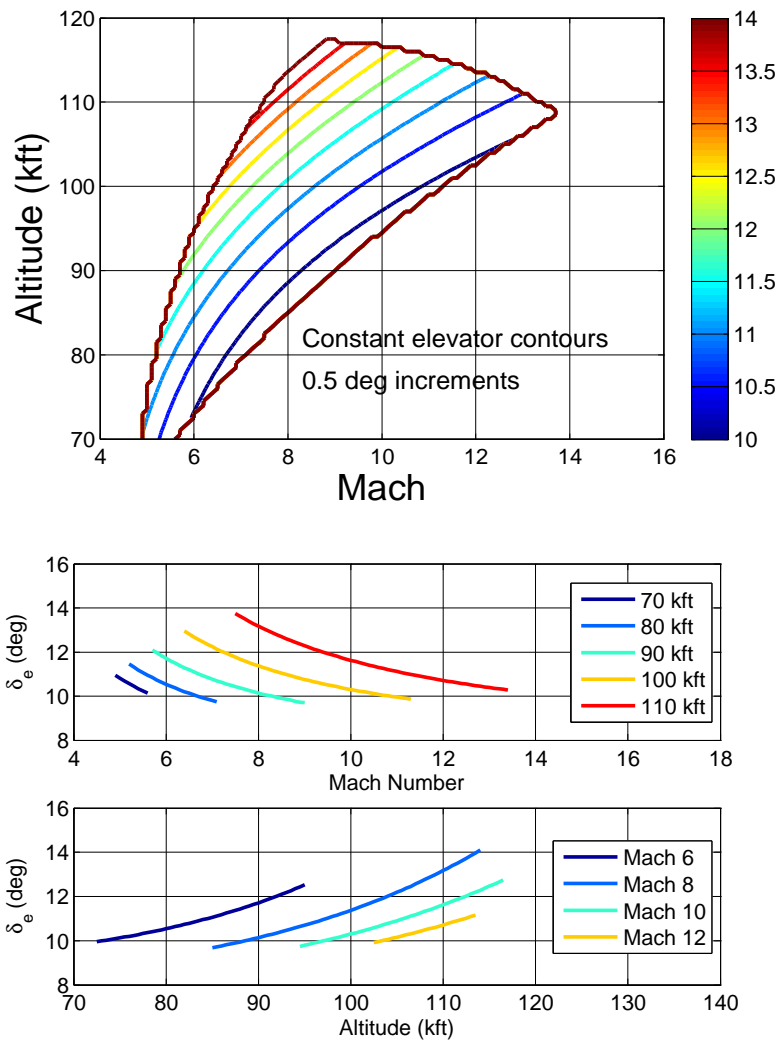 120
110
100
90
80
70
Altitude (kft)
Constant elevator contours
0.5 deg increments
4 6 8 10 12 14 16
Mach
14
13.5
13
12.5
12
11.5
11
10.5
10
16
14
12
10
8
δe (deg)
70 kft
80 kft
90 kft
100 kft
110 kft
4 6 8 10 12 14 16 18
Mach Number
16
14
12
10
8
δe (deg)
Mach 6
Mach 8
Mach 10
Mach 12
70 80 90 100 110 120 130 140
Altitude (kft)